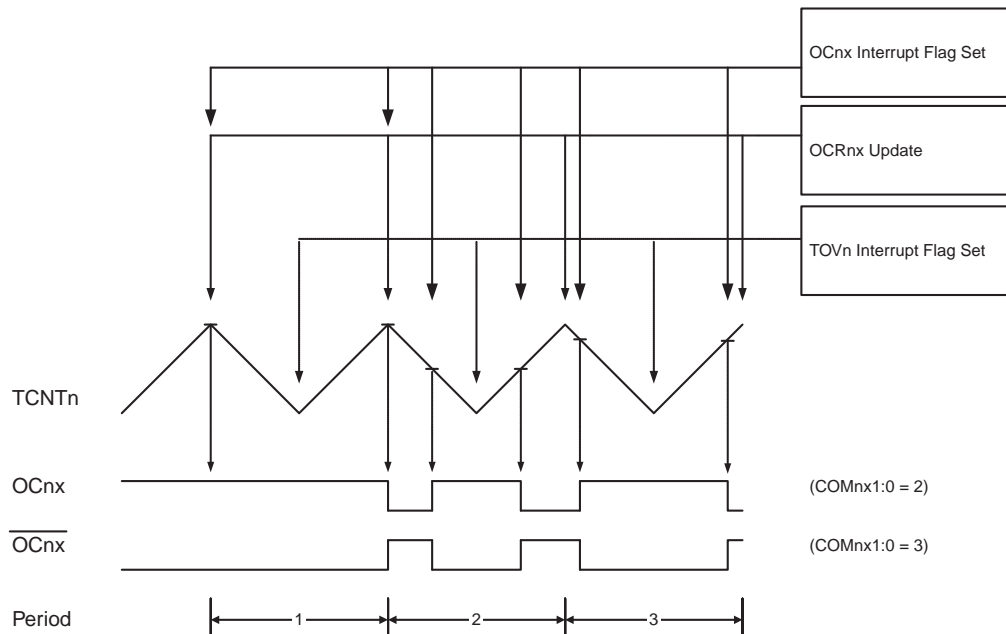 OCnx Interrupt Flag Set
OCRnx Update
TOVn Interrupt Flag Set
TCNTn
OCnx
(COMnx1:0 = 2)
OCnx
(COMnx1:0 = 3)
Period
1
2
3